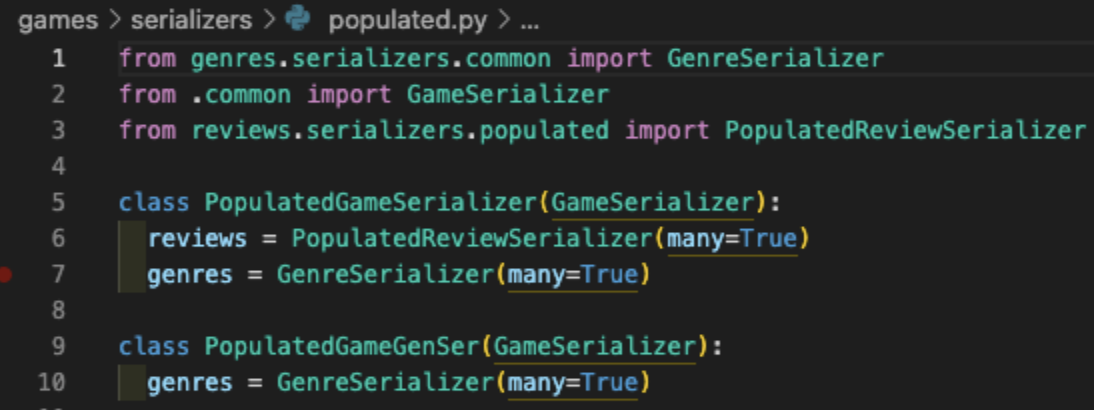 games > serializers > populated.py > ...
1 from genres.serializers.common import GenreSerializer
2 from .common import GameSerializer
3 from reviews.serializers.populated import PopulatedReviewSerializer
4
5 class PopulatedGameSerializer(GameSerializer):
6   reviews = PopulatedReviewSerializer(many=True)
7   genres = GenreSerializer(many=True)
8
9 class PopulatedGameGenSer(GameSerializer):
10   genres = GenreSerializer(many=True)